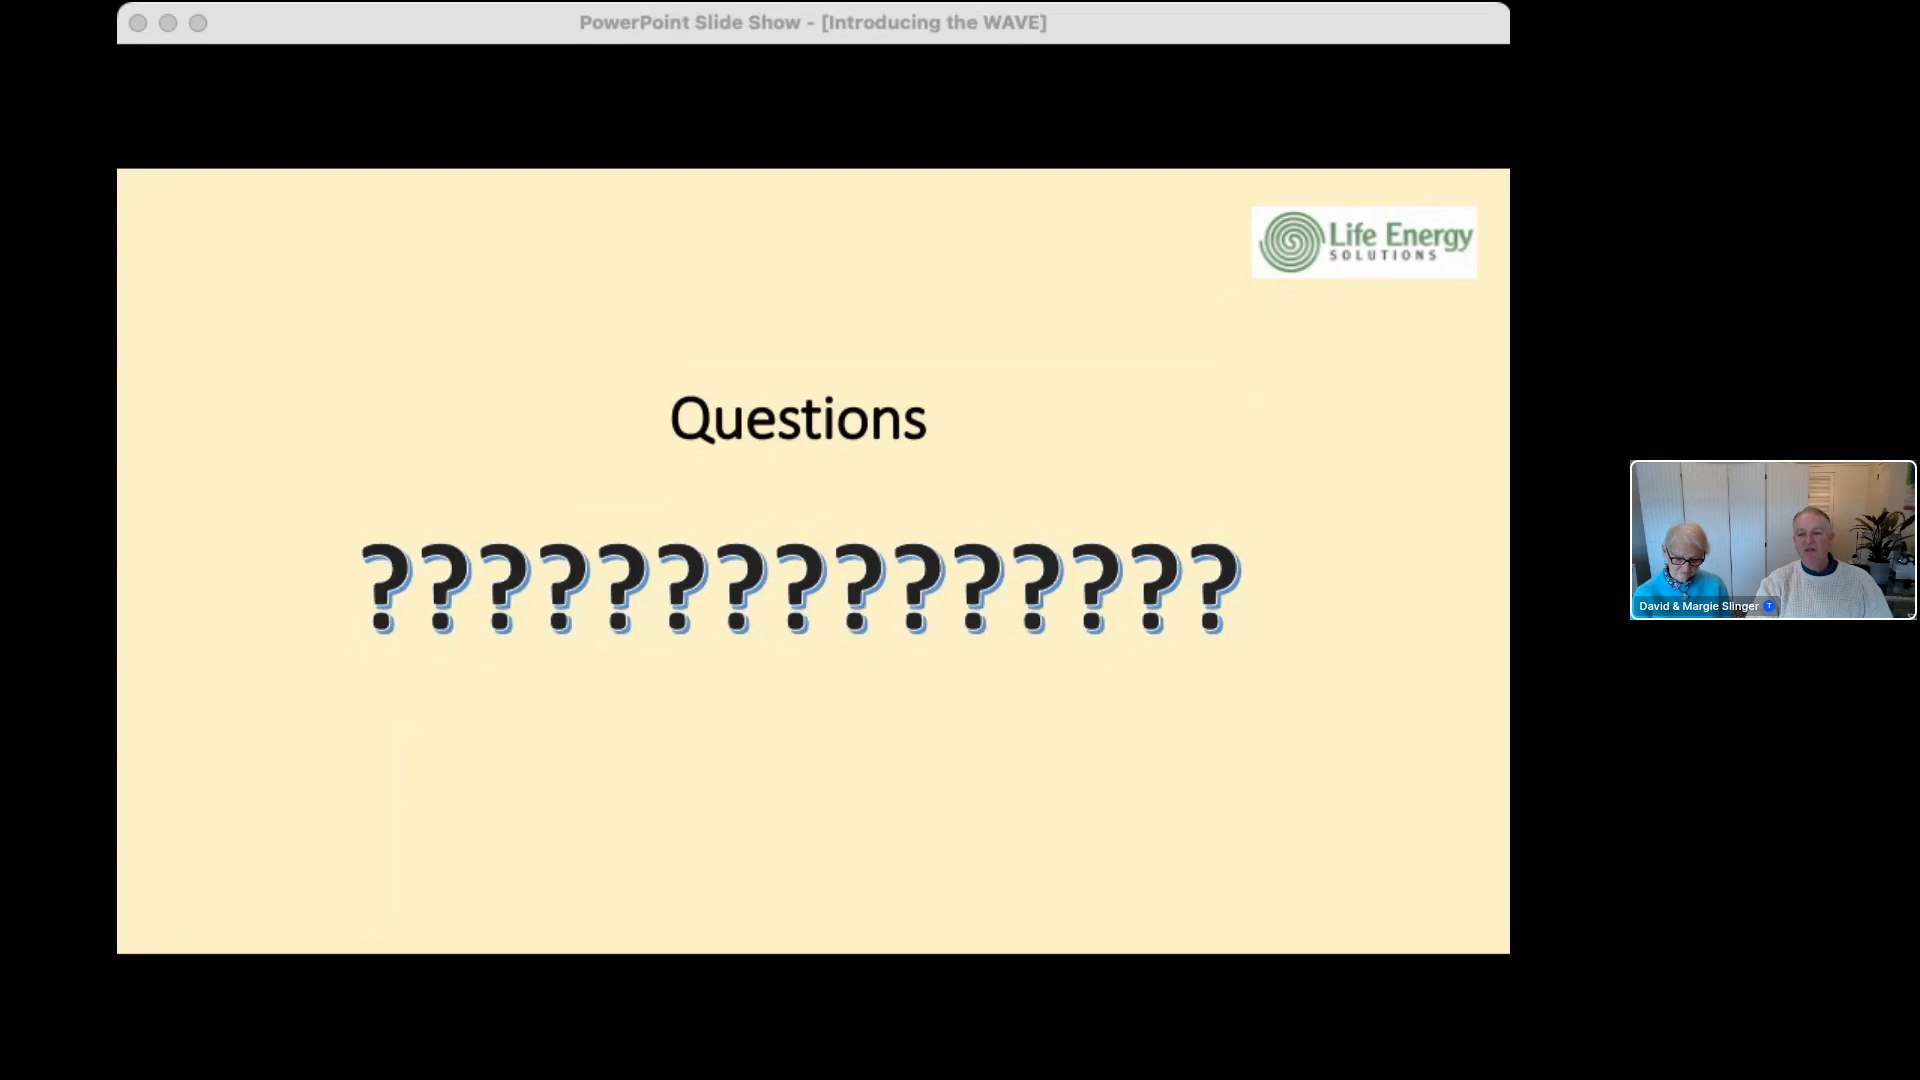 PowerPoint Slide Show - [Introducing the WAVE]
Life Energy
SOLUTIONS
Questions
???????????????
David & Margie Slinger
T